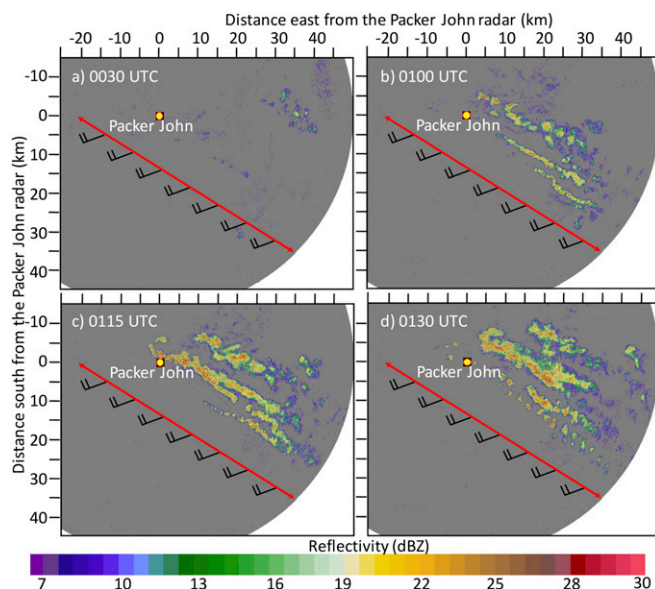 Distance east from the Packer John radar (km)
-20 -10 0 10 20 30 40 -20 -10 0 10 20 30 40
a) 0030 UTC b) 0100 UTC
Packer John Packer John
-10
0
10
20
30
40
c) 0115 UTC d) 0130 UTC
Packer John Packer John
-10
0
10
20
30
40
Distance south from the Packer John radar (km)
Reflectivity (dBZ)
7 10 13 16 19 22 25 28 30